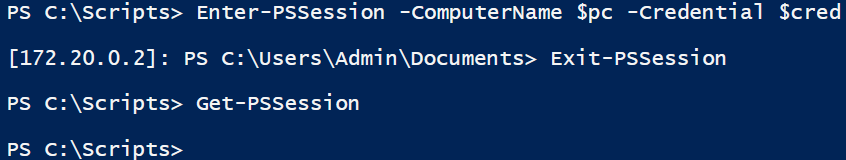 PS C:\Scripts> Enter-PSSession -ComputerName $pc -Credential $cred
[172.20.0.2]: PS C:\Users\Admin\Documents> Exit-PSSession
PS C:\Scripts> Get-PSSession
PS C:\Scripts>